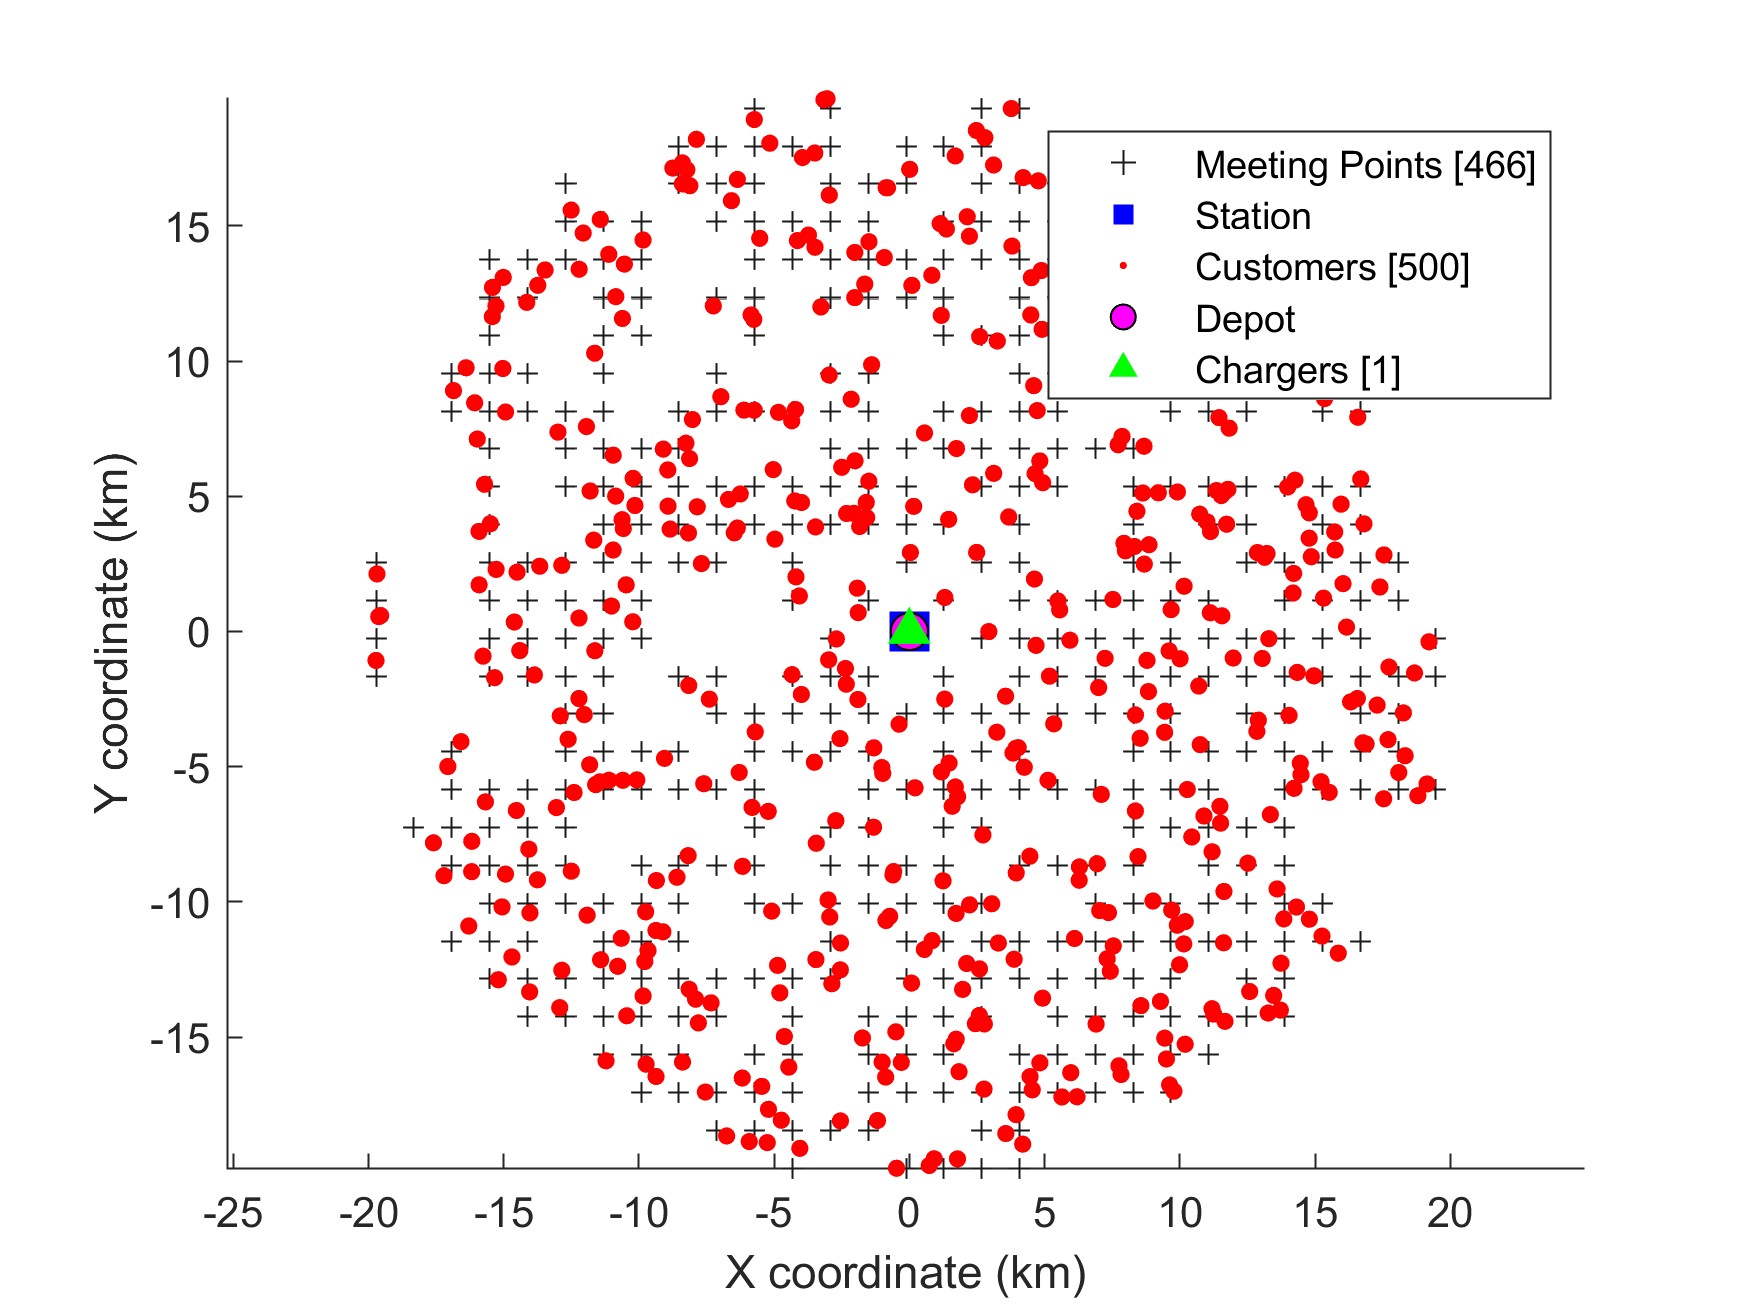 Meeting Points [466]
Station
Customers [500]
Depot
Chargers [1]
15
10
5
0
-5
-10
-15
Y coordinate (km)
-25 -20 -15 -10 -5 0 5 10 15 20
X coordinate (km)